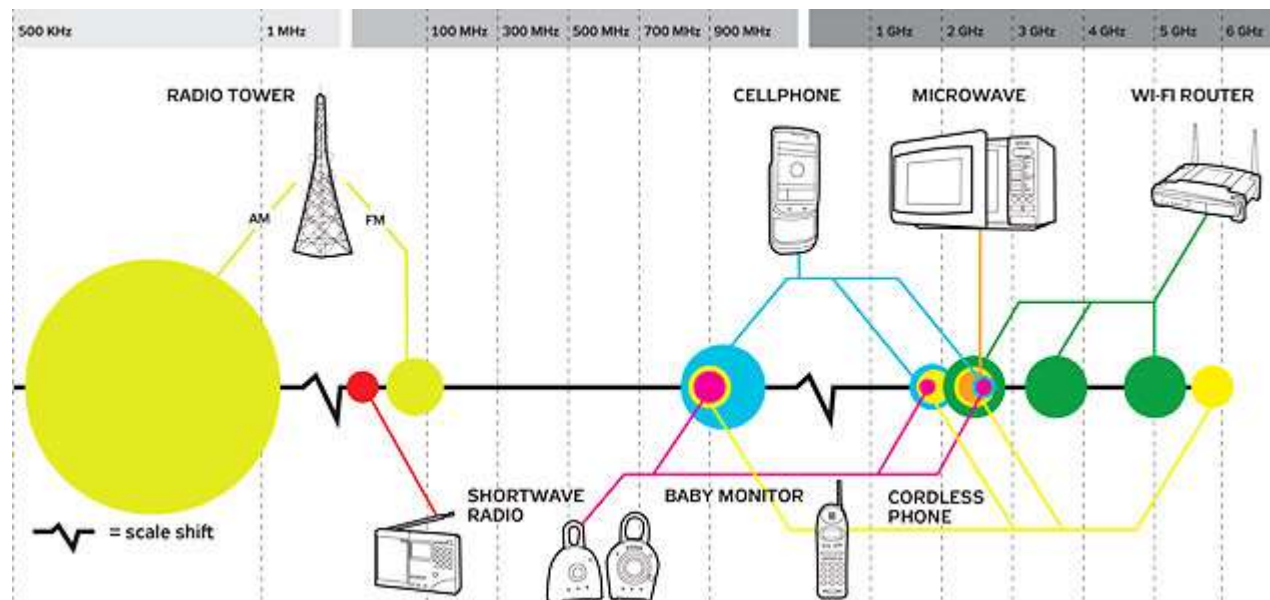 500 KHz 1 MHz 100 MHz 300 MHz 500 MHz 700 MHz 900 MHz 1 GHz 2 GHz 3 GHz 4 GHz 5 GHz 6 GHz
RADIO TOWER CELLPHONE MICROWAVE WI-FI ROUTER
AM FM
SHORTWAVE
RADIO
BABY MONITOR
CORDLESS
PHONE
= scale shift